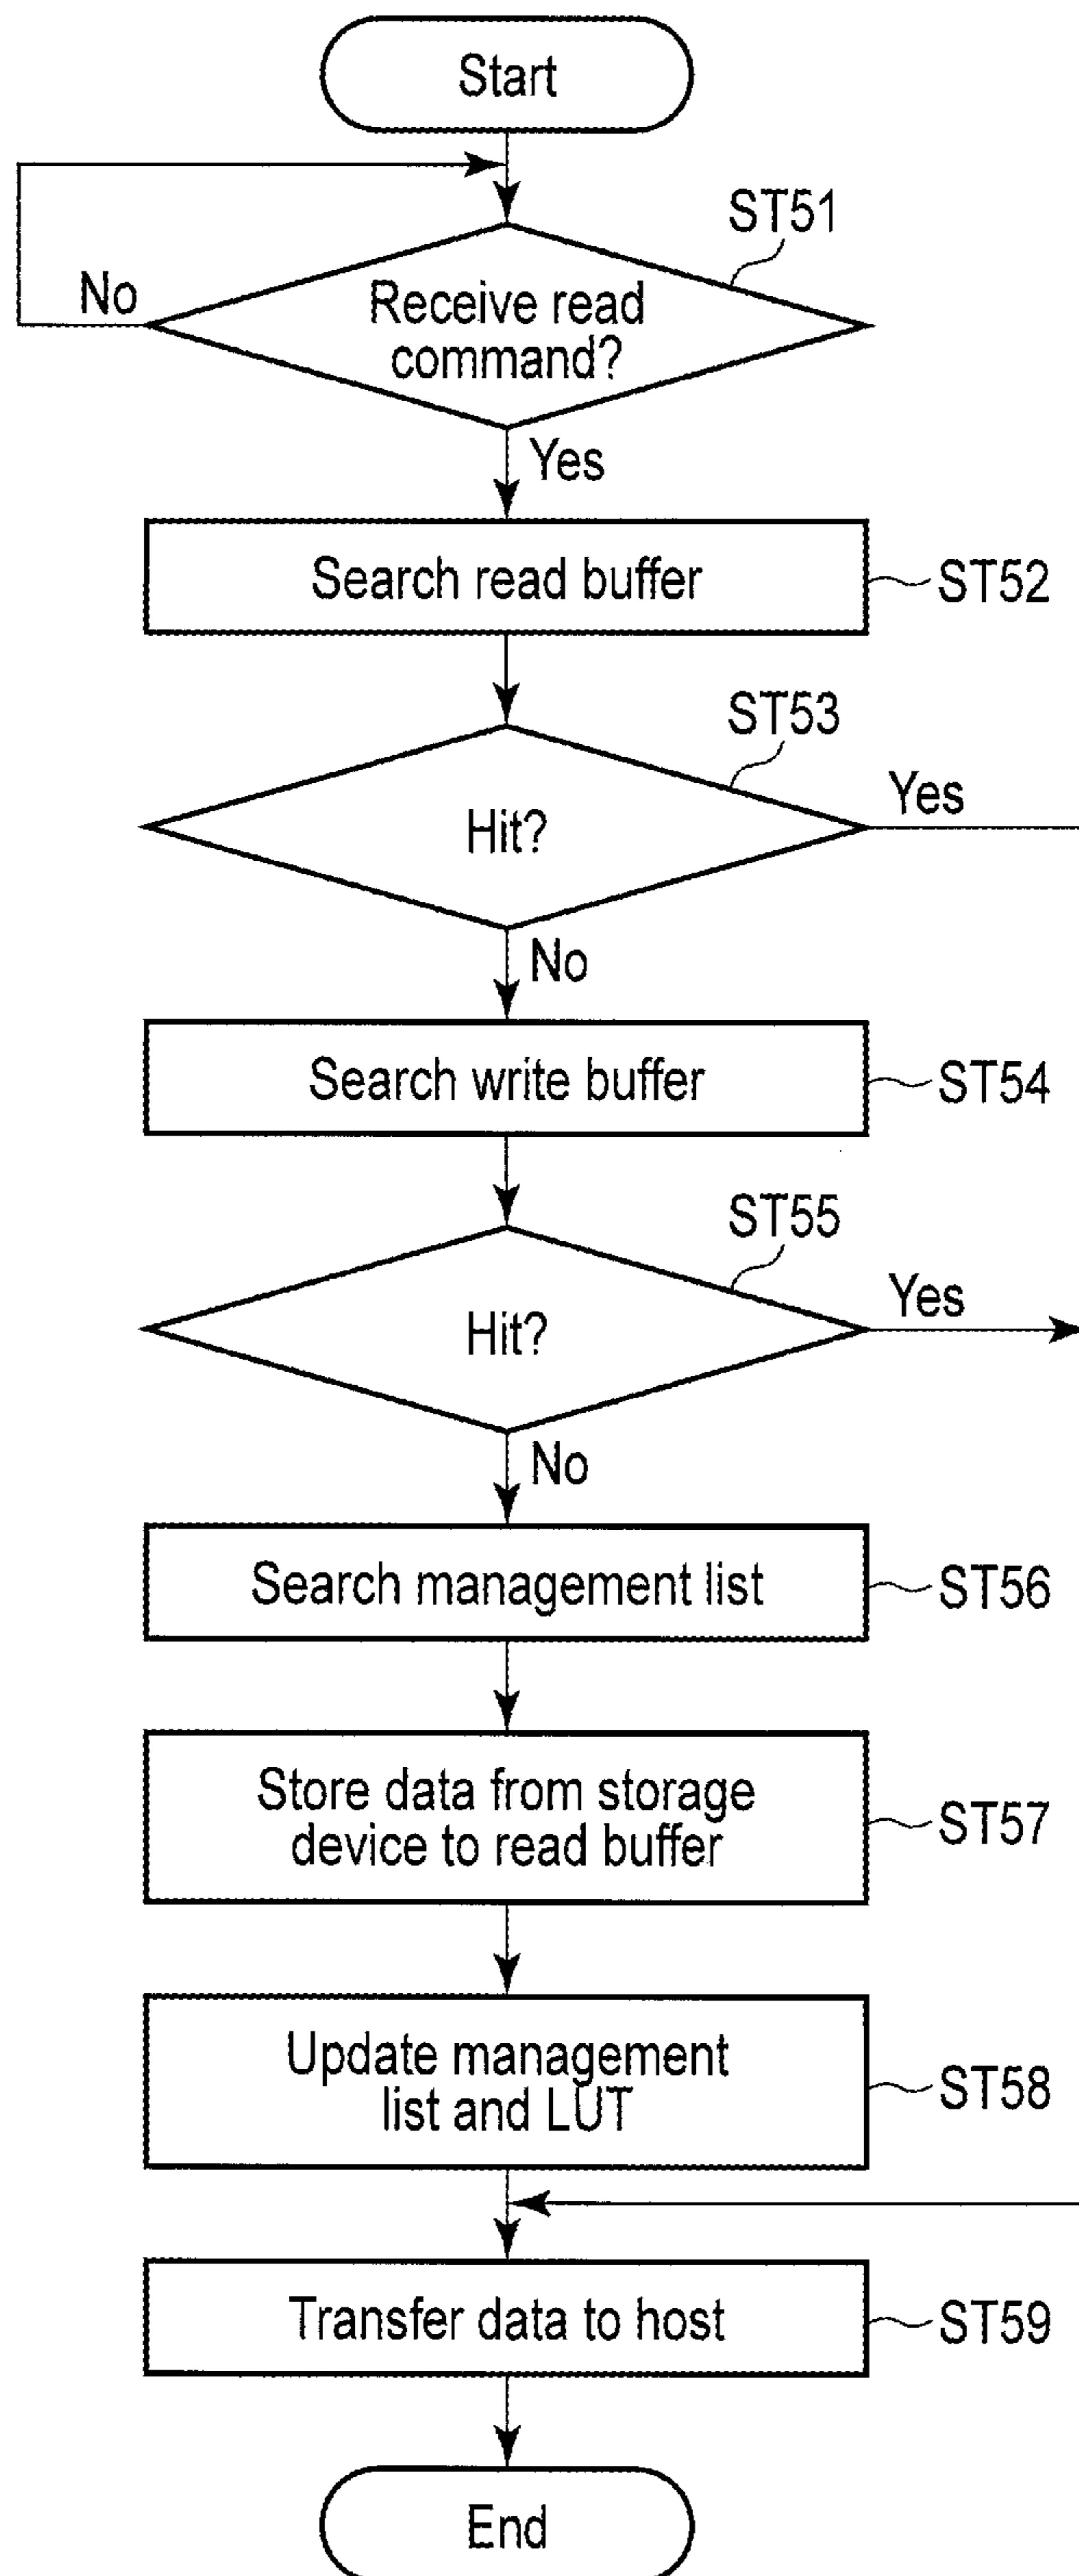 Start
ST51
No
Receive read
command?
Yes
Search read buffer
ST52
ST53
Yes
Hit?
No
Search write buffer
ST54
ST55
Yes
Hit?
No
Search management list
ST56
Store data from storage
device to read buffer
ST57
Update management
list and LUT
ST58
Transfer data to host
ST59
End